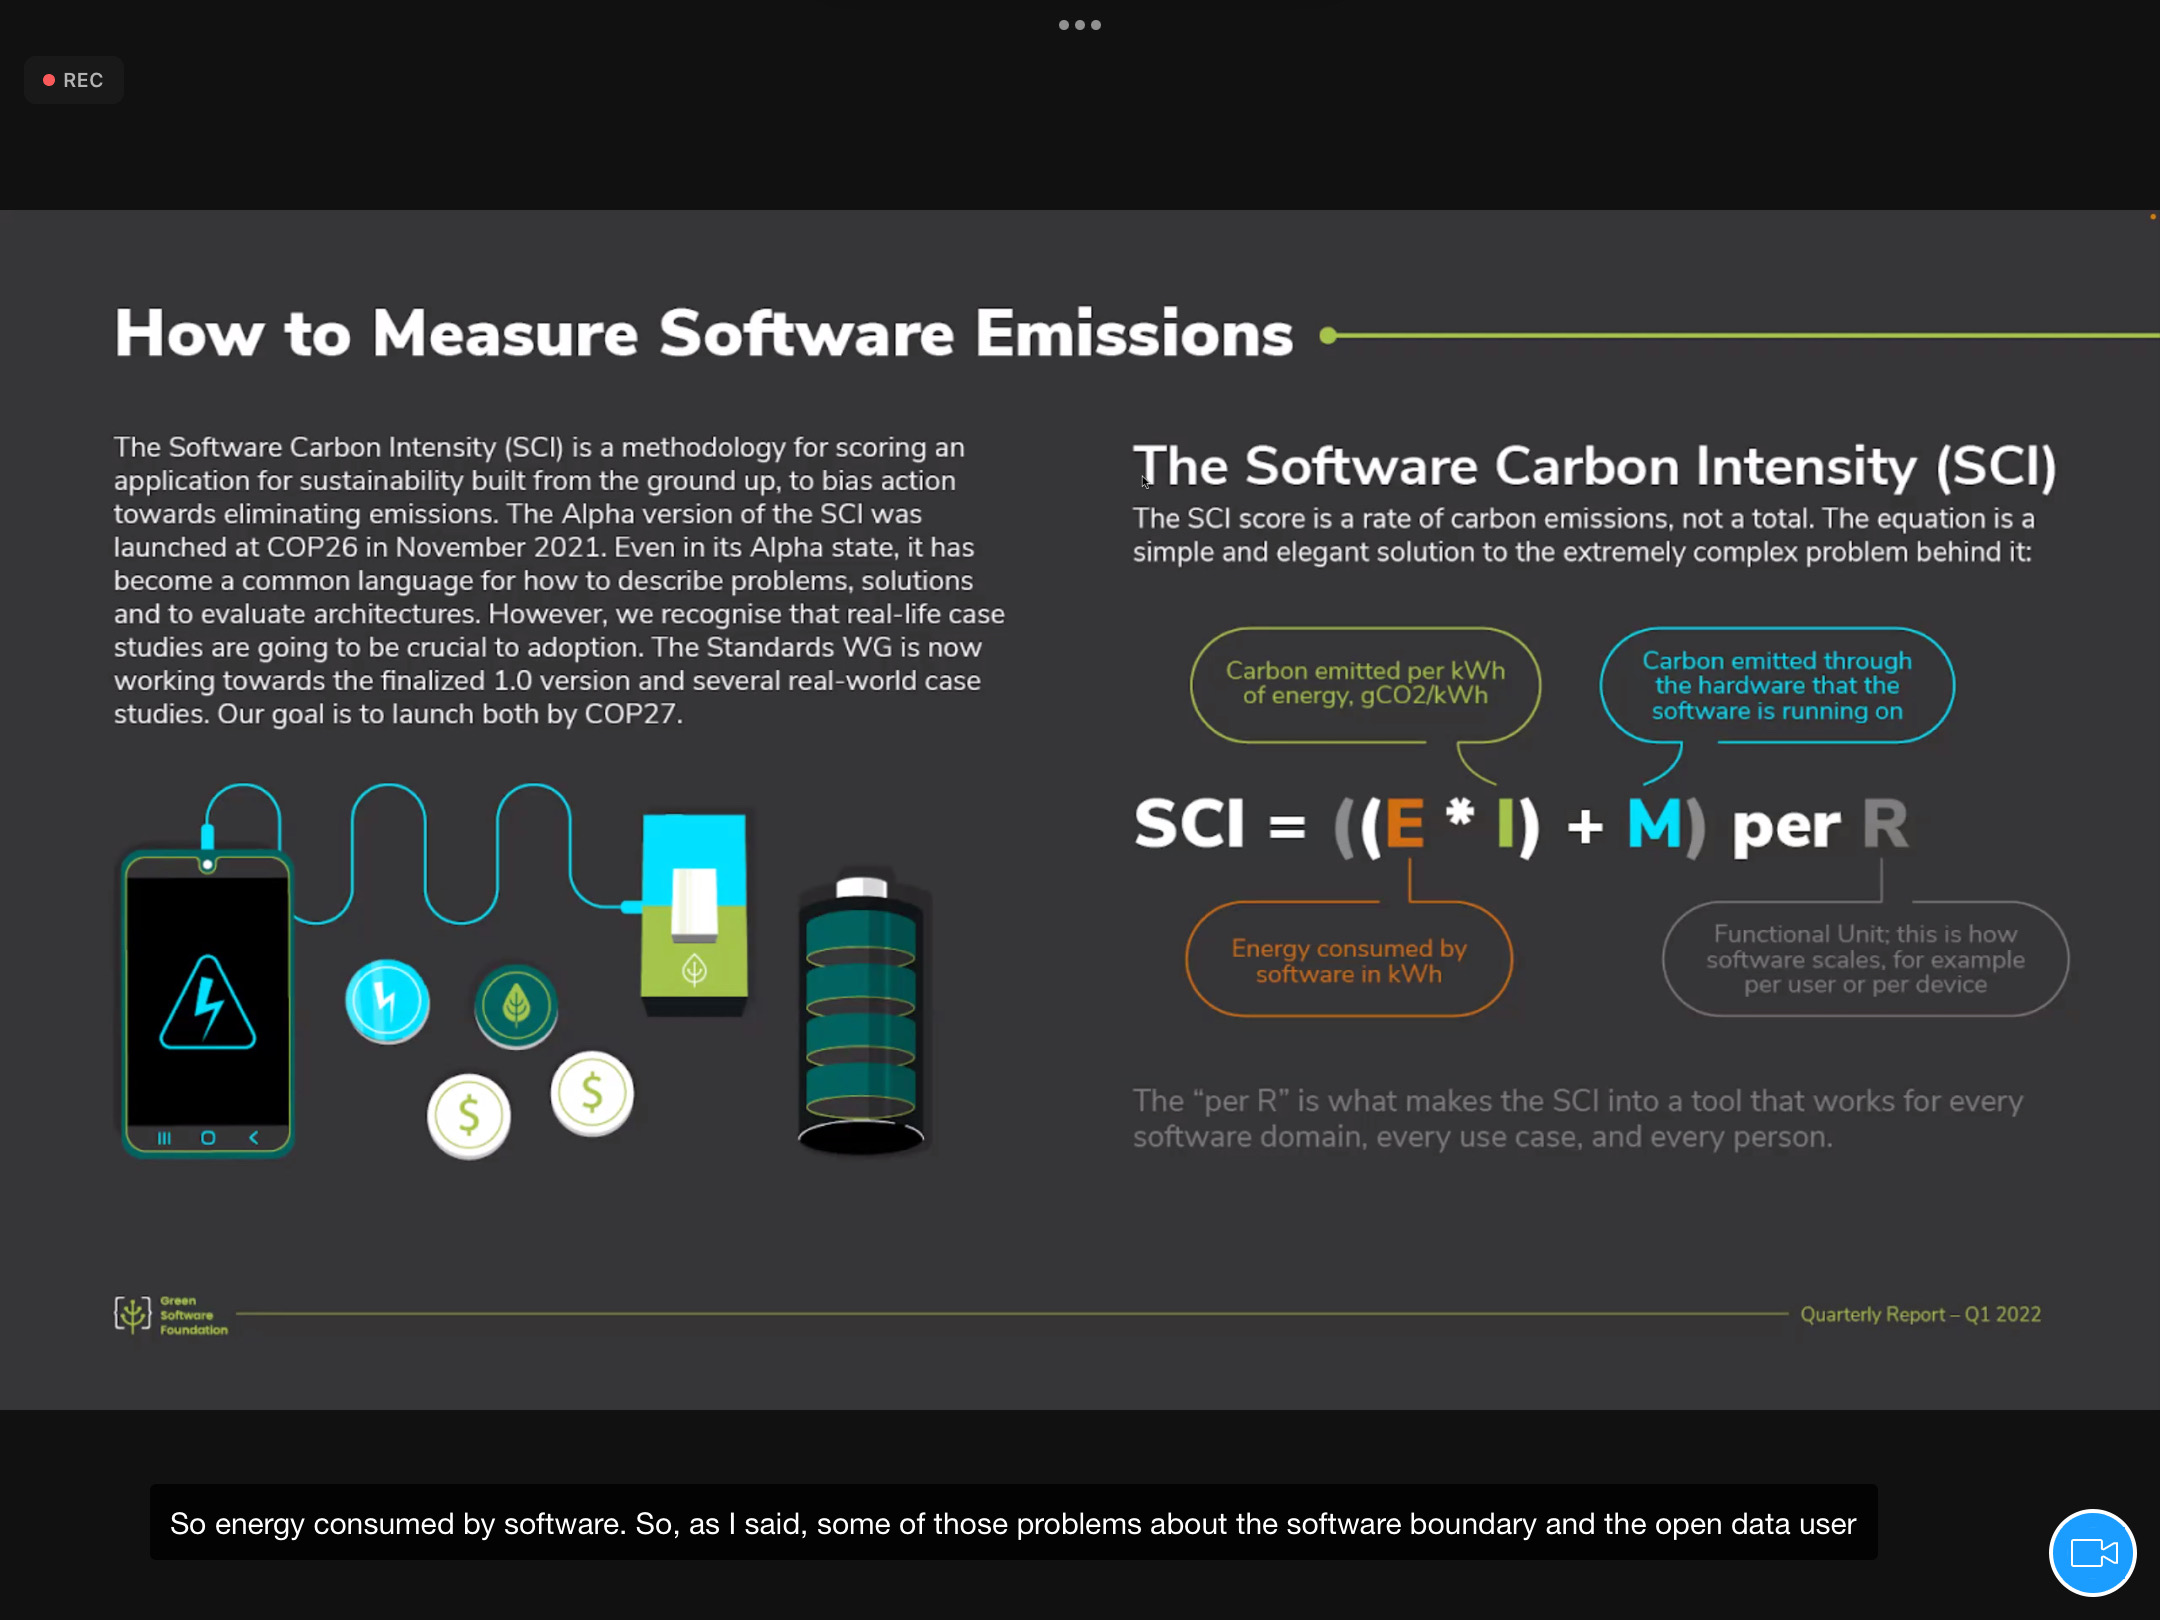 REC
How to Measure Software Emissions
The Software Carbon Intensity (SCI) is a methodology for scoring an
application for sustainability built from the ground up, to bias action
towards eliminating emissions. The Alpha version of the SCI was
launched at COP26 in November 2021. Even in its Alpha state, it has
become a common language for how to describe problems, solutions
and to evaluate architectures. However, we recognise that real-life case
studies are going to be crucial to adoption. The Standards WG is now
working towards the finalized 1.0 version and several real-world case
studies. Our goal is to launch both by COP27.
$
$
The Software Carbon Intensity (SCI)
The SCI score is a rate of carbon emissions, not a total. The equation is a
simple and elegant solution to the extremely complex problem behind it:
Carbon emitted per kWh
of energy, gCO2/kWh
Carbon emitted through
the hardware that the
software is running on
SCI = ((E * I) + M) per R
Energy consumed by
software in kWh
Functional Unit; this is how
software scales, for example
per user or per device
The “per R” is what makes the SCI into a tool that works for every
software domain, every use case, and every person.
Green
Software
Foundation
Quarterly Report – Q1 2022
So energy consumed by software. So, as I said, some of those problems about the software boundary and the open data user